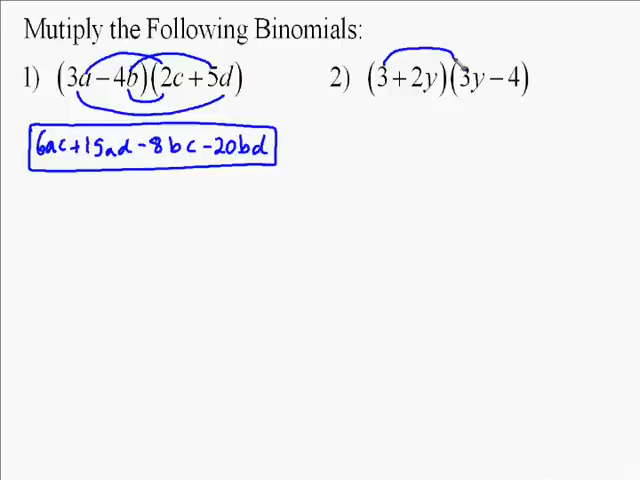 Mutiply the Following Binomials:
1) (3a − 4b)(2c + 5d) 2) (3 + 2y)(3y − 4)
6ac + 15ad − 8bc − 20bd